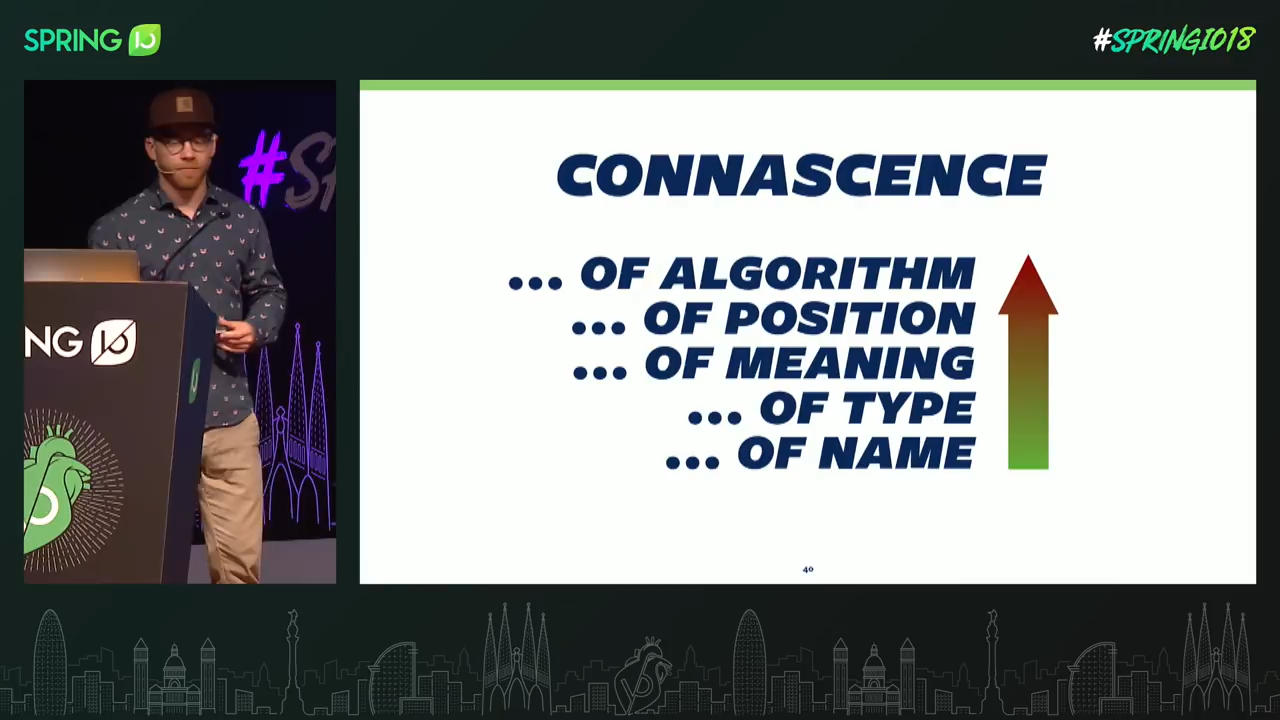 SPRING IO
#SPRINGIO18
#S
CONNASCENCE
... OF ALGORITHM
... OF POSITION
... OF MEANING
... OF TYPE
... OF NAME
NG IO
40